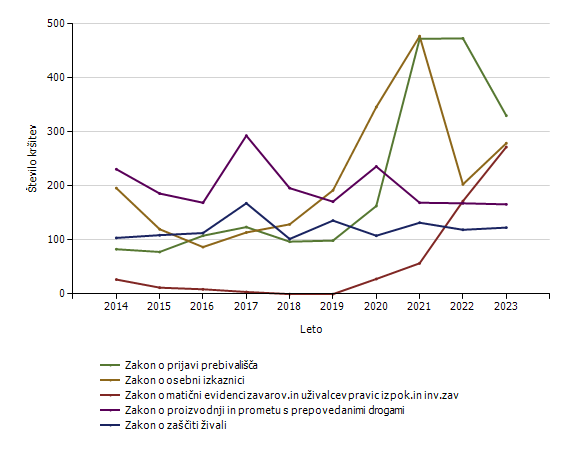 500
400
300
200
100
0
Število kršitev
2014 2015 2016 2017 2018 2019 2020 2021 2022 2023
Leto
Zakon o prijavi prebivališča
Zakon o osebni izkaznici
Zakon o matični evidenci zavarov. in uživalcev pravic iz pok. in inv. zav
Zakon o proizvodnji in prometu s prepovedanimi drogami
Zakon o zaščiti živali